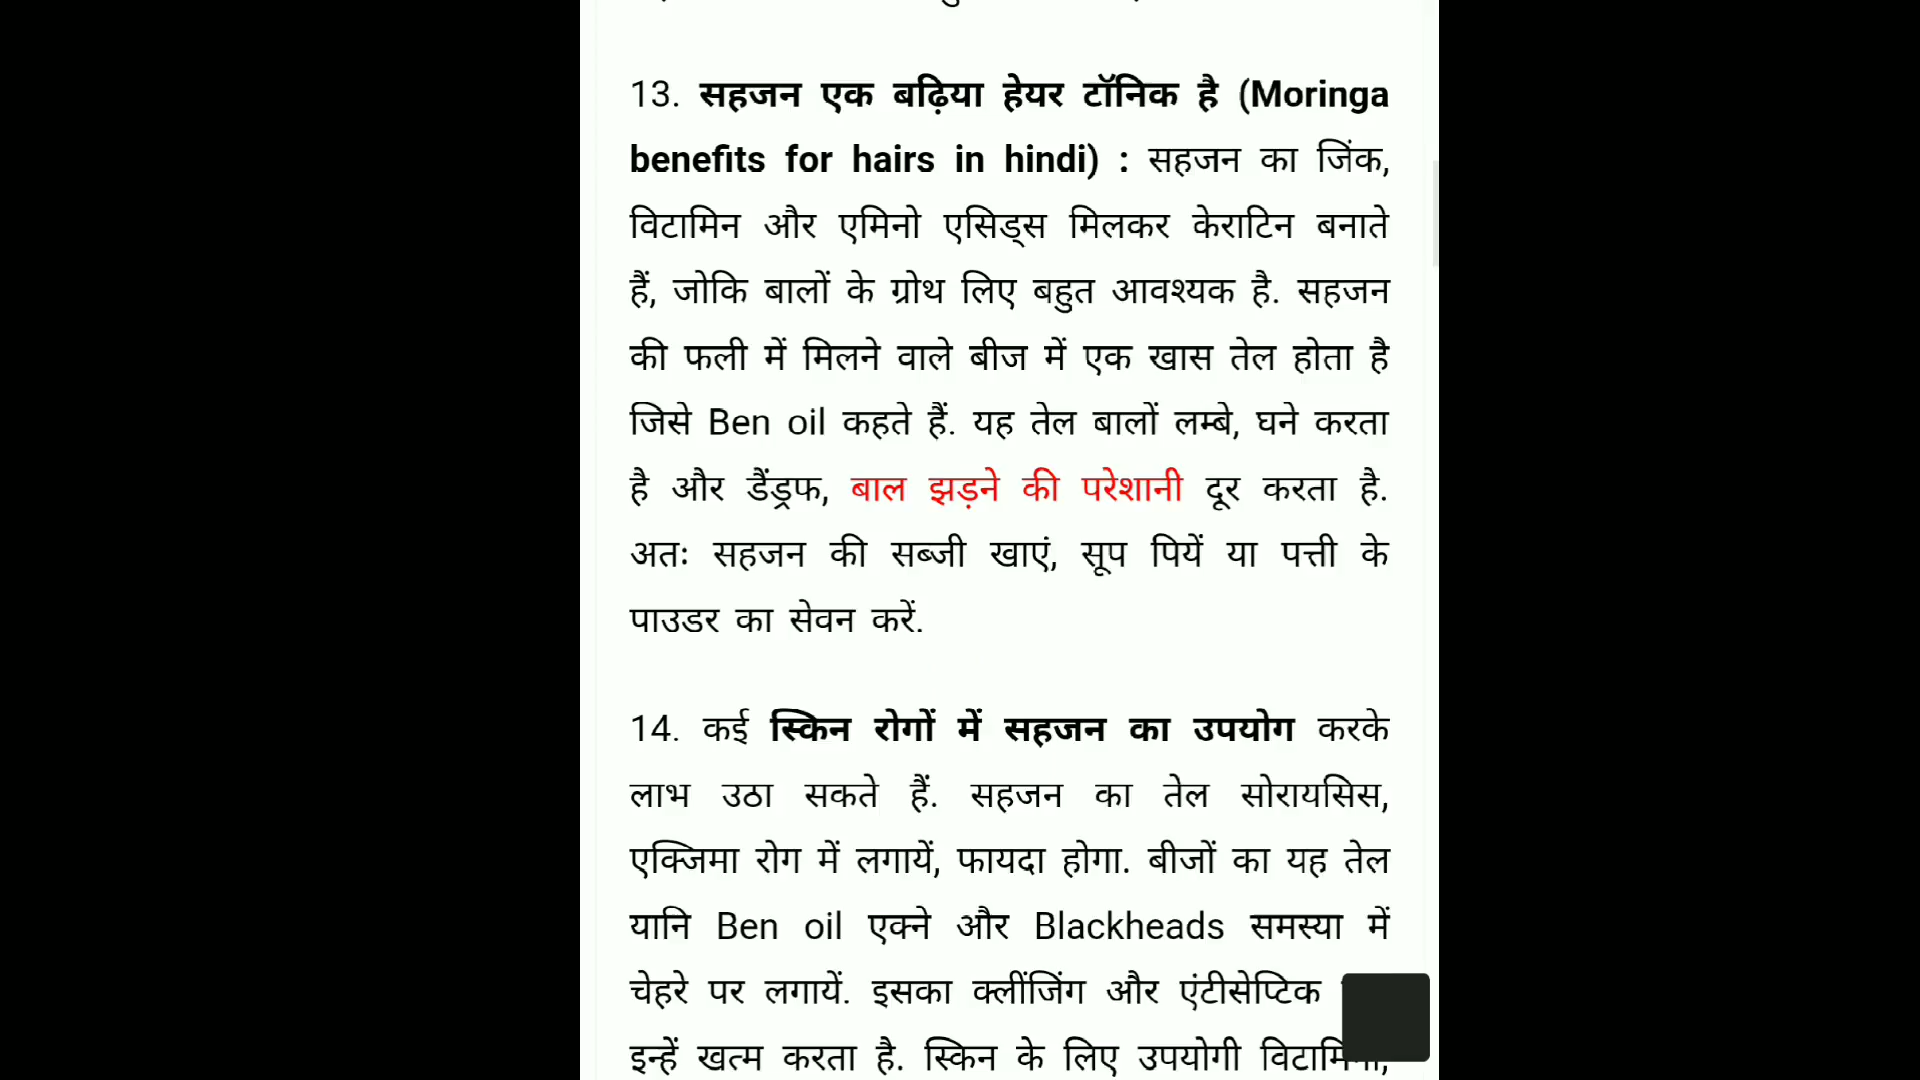 13. सहजन एक बढ़िया हेयर टॉनिक है (Moringa
benefits for hairs in hindi) : सहजन का जिंक,
विटामिन और एमिनो एसिड्स मिलकर केराटिन बनाते
हैं, जोकि बालों के ग्रोथ लिए बहुत आवश्यक है. सहजन
की फली में मिलने वाले बीज में एक खास तेल होता है
जिसे Ben oil कहते हैं. यह तेल बालों लम्बे, घने करता
है और डैंड्रफ, बाल झड़ने की परेशानी दूर करता है.
अतः सहजन की सब्जी खाएं, सूप पियें या पत्ती के
पाउडर का सेवन करें.
14. कई स्किन रोगों में सहजन का उपयोग करके
लाभ उठा सकते हैं. सहजन का तेल सोरायसिस,
एक्जिमा रोग में लगायें, फायदा होगा. बीजों का यह तेल
यानि Ben oil एक्ने और Blackheads समस्या में
चेहरे पर लगायें. इसका क्लींजिंग और एंटीसेप्टिक
इन्हें खत्म करता है. स्किन के लिए उपयोगी